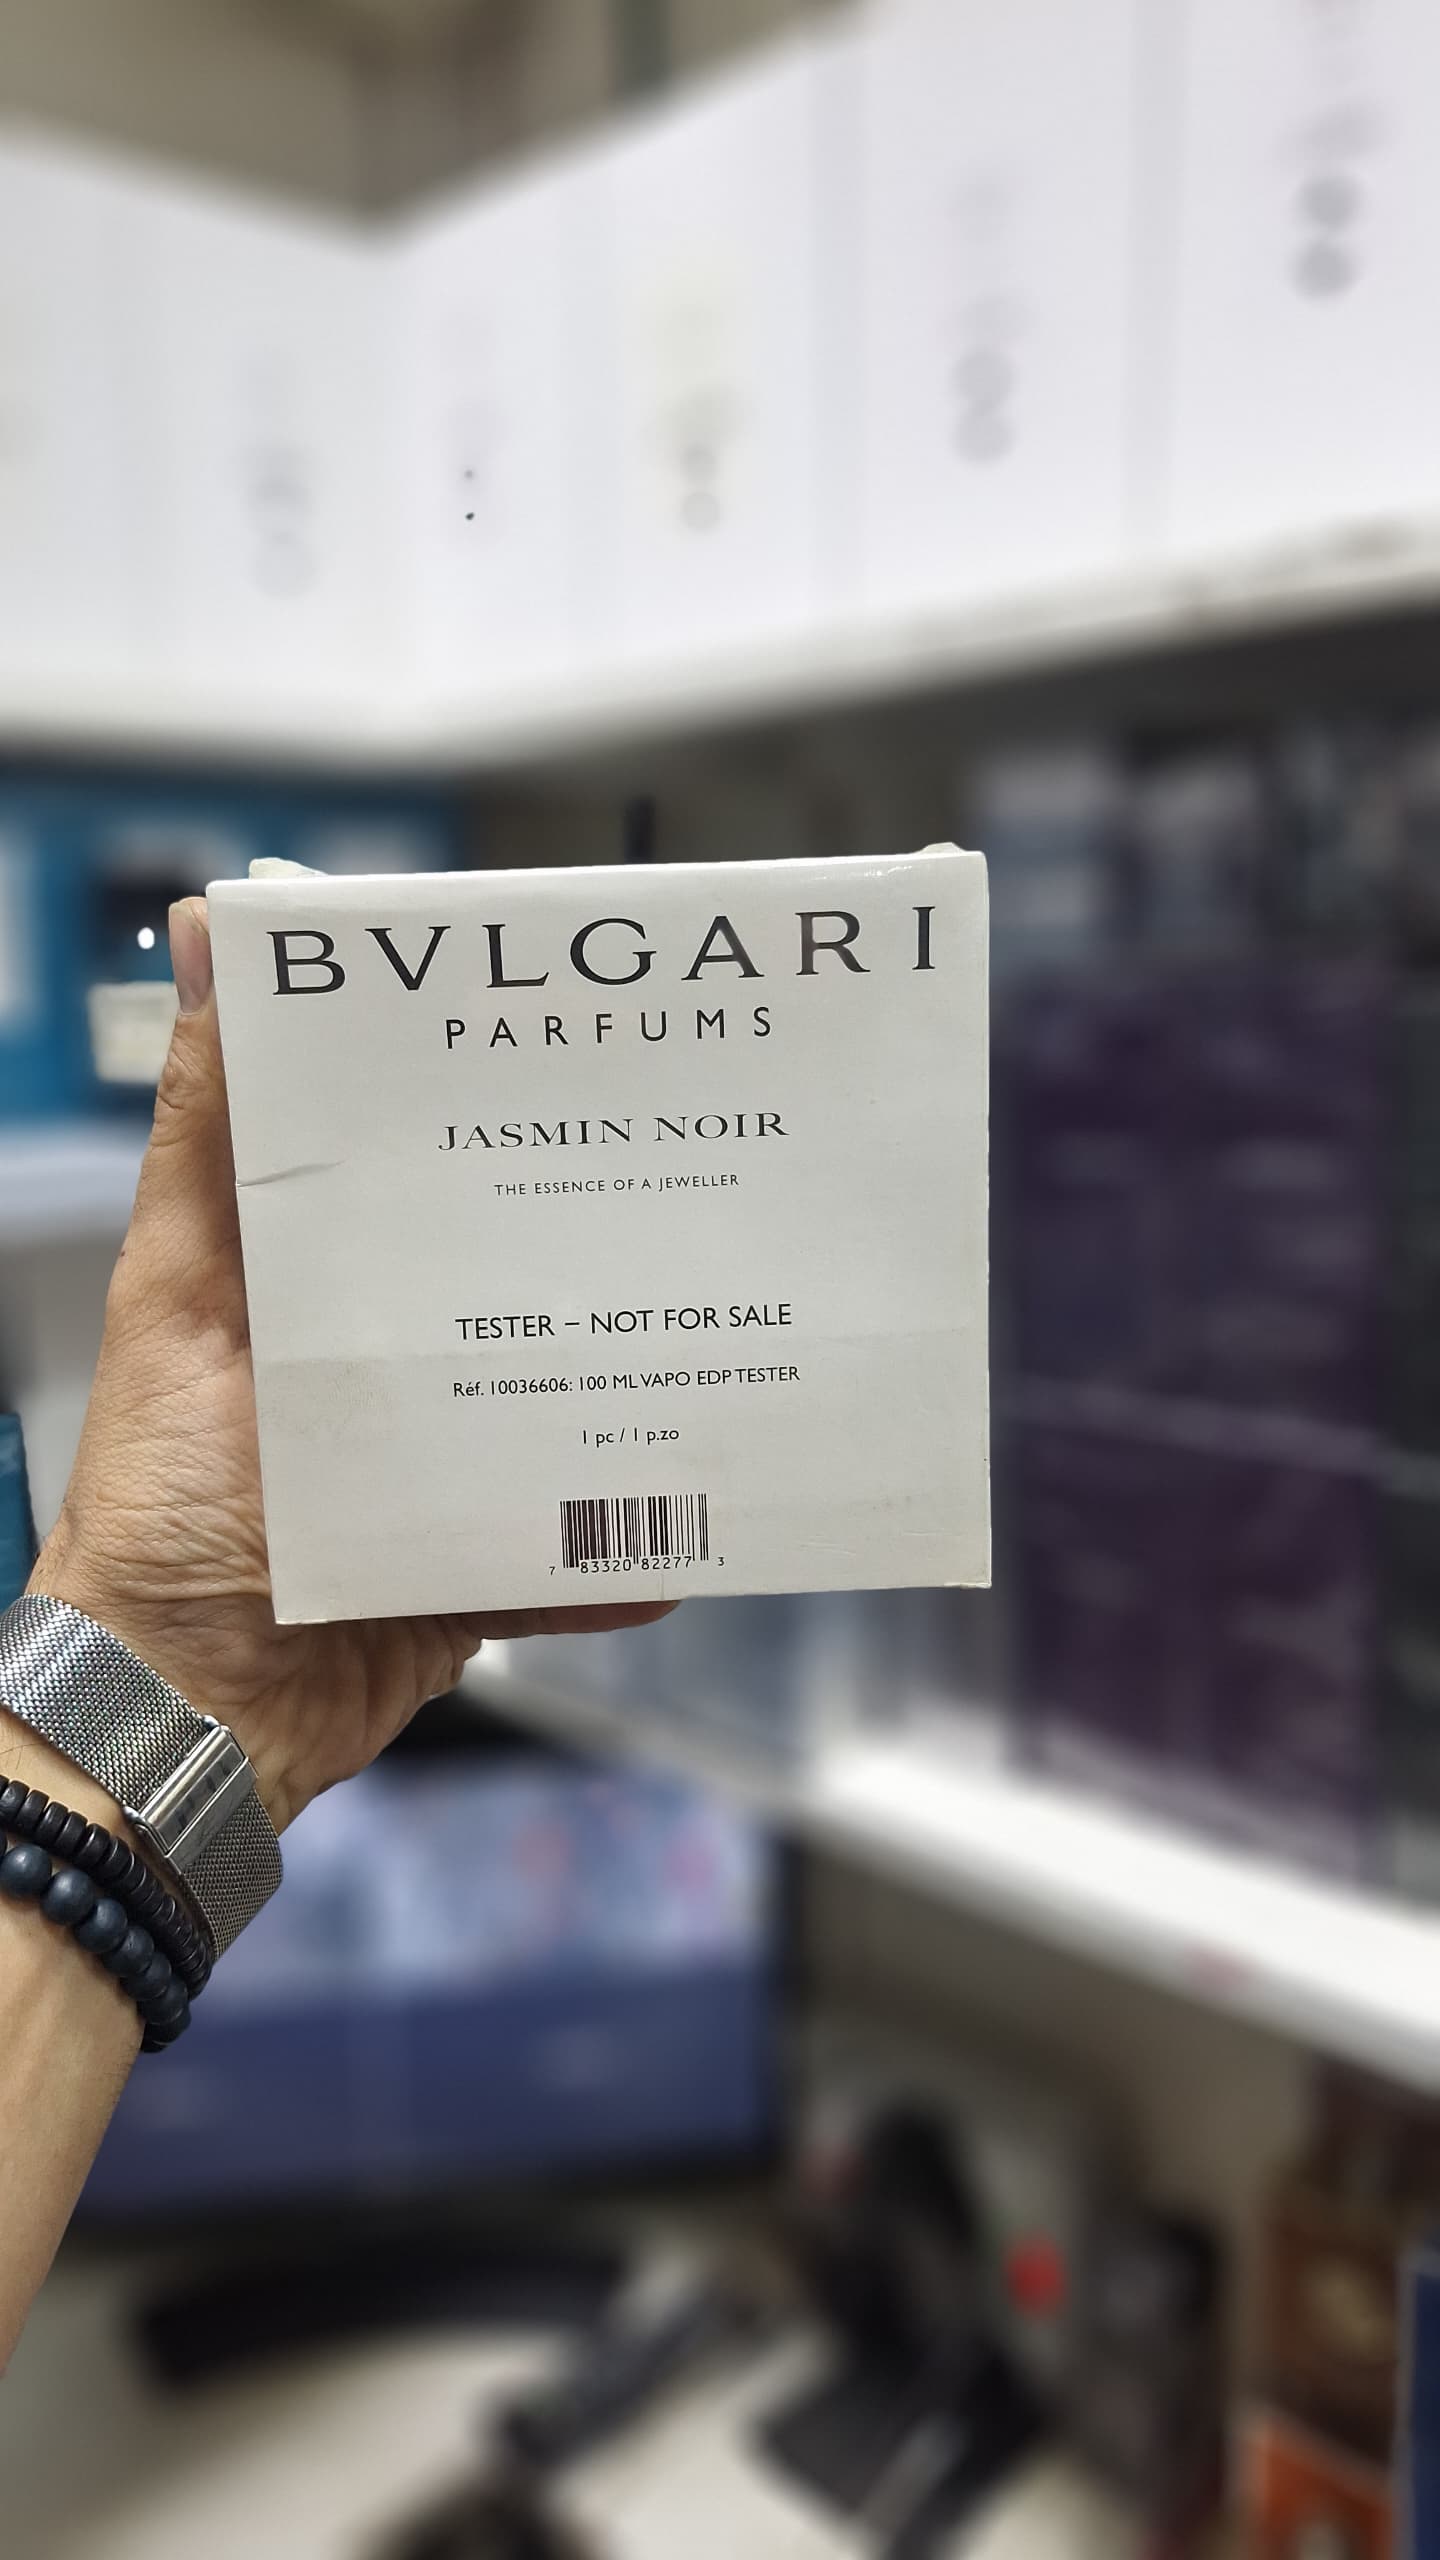 BVLGARI
PARFUMS
JASMIN NOIR
THE ESSENCE OF A JEWELLER
TESTER – NOT FOR SALE
Réf. 10036606: 100 ML VAPO EDP TESTER
1 pc / 1 p.zo
7 83320 82277 3